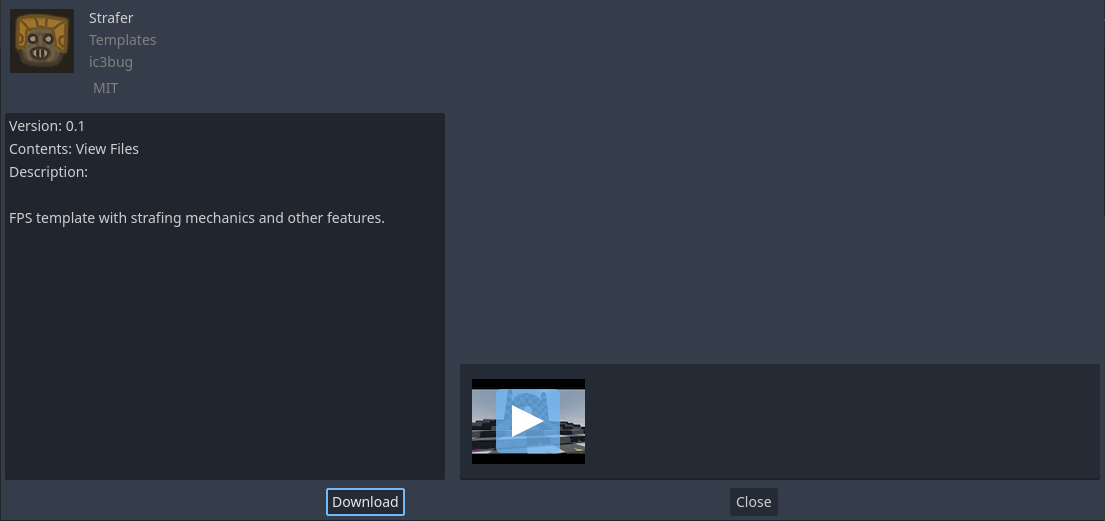 Strafer
Templates
ic3bug
MIT
Version: 0.1
Contents: View Files
Description:
FPS template with strafing mechanics and other features.
Download
Close